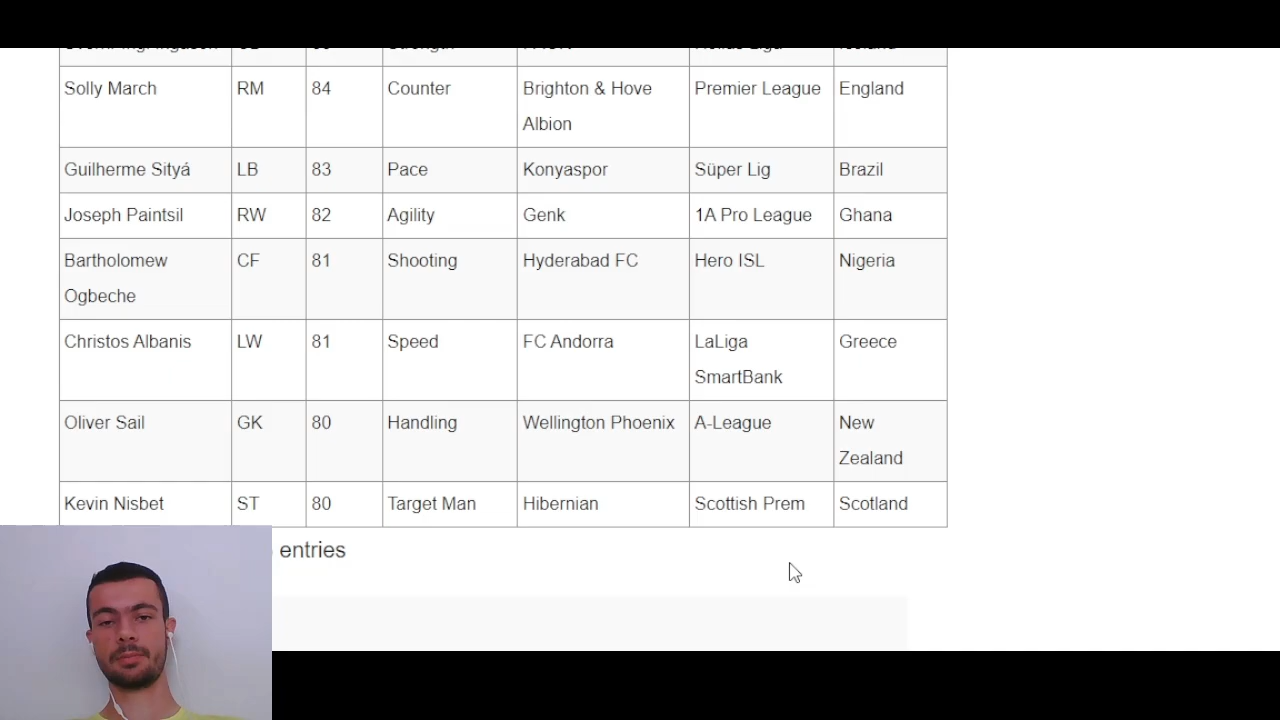 Solly March RM 84 Counter Brighton & Hove Premier League England
Albion
Guilherme Sityá LB 83 Pace Konyaspor Süper Lig Brazil
Joseph Paintsil RW 82 Agility Genk 1A Pro League Ghana
Bartholomew CF 81 Shooting Hyderabad FC Hero ISL Nigeria
Ogbeche
Christos Albanis LW 81 Speed FC Andorra LaLiga Greece
SmartBank
Oliver Sail GK 80 Handling Wellington Phoenix A-League New
Zealand
Kevin Nisbet ST 80 Target Man Hibernian Scottish Prem Scotland
entries